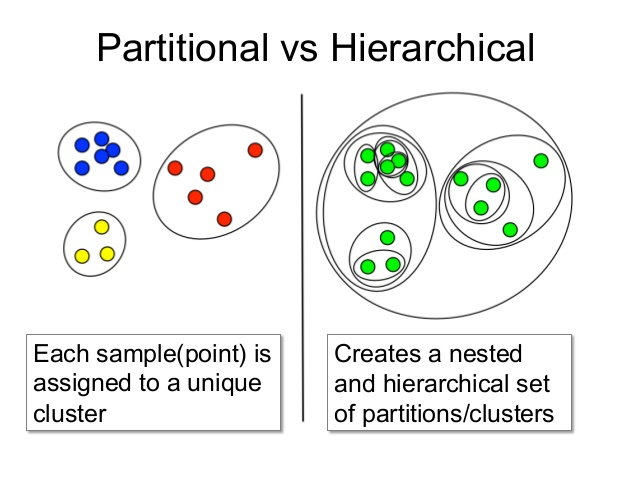 Partitional vs Hierarchical
Each sample(point) is
assigned to a unique
cluster
Creates a nested
and hierarchical set
of partitions/clusters